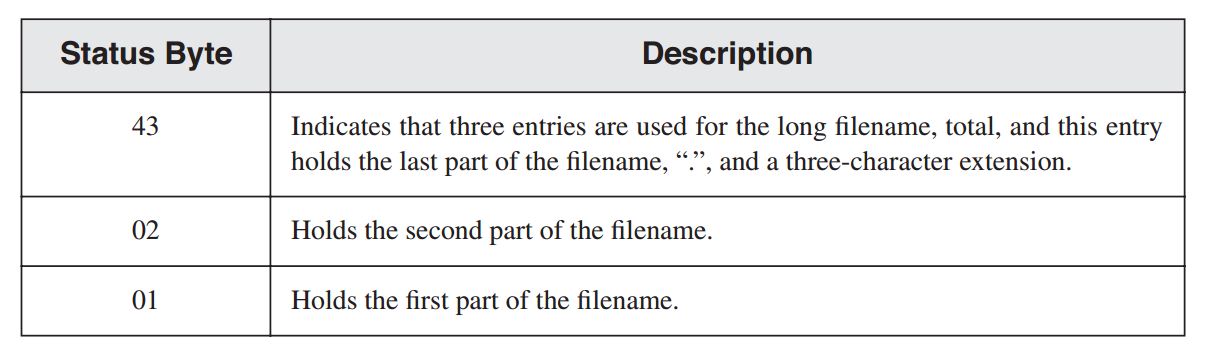 Status Byte Description
43 Indicates that three entries are used for the long filename, total, and this entry
holds the last part of the filename, “.”, and a three-character extension.
02 Holds the second part of the filename.
01 Holds the first part of the filename.